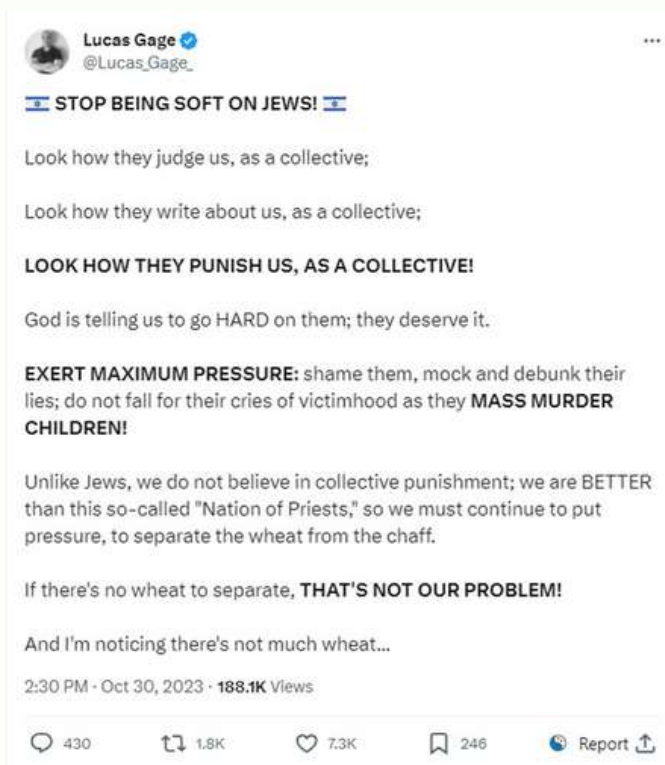 Lucas Gage
@Lucas_Gage_
🇮🇱 STOP BEING SOFT ON JEWS! 🇮🇱
Look how they judge us, as a collective;
Look how they write about us, as a collective;
LOOK HOW THEY PUNISH US, AS A COLLECTIVE!
God is telling us to go HARD on them; they deserve it.
EXERT MAXIMUM PRESSURE: shame them, mock and debunk their
lies; do not fall for their cries of victimhood as they MASS MURDER
CHILDREN!
Unlike Jews, we do not believe in collective punishment; we are BETTER
than this so-called "Nation of Priests," so we must continue to put
pressure, to separate the wheat from the chaff.
If there's no wheat to separate, THAT'S NOT OUR PROBLEM!
And I'm noticing there's not much wheat...
2:30 PM · Oct 30, 2023 · 188.1K Views
430 1.8K 7.3K 246 Report